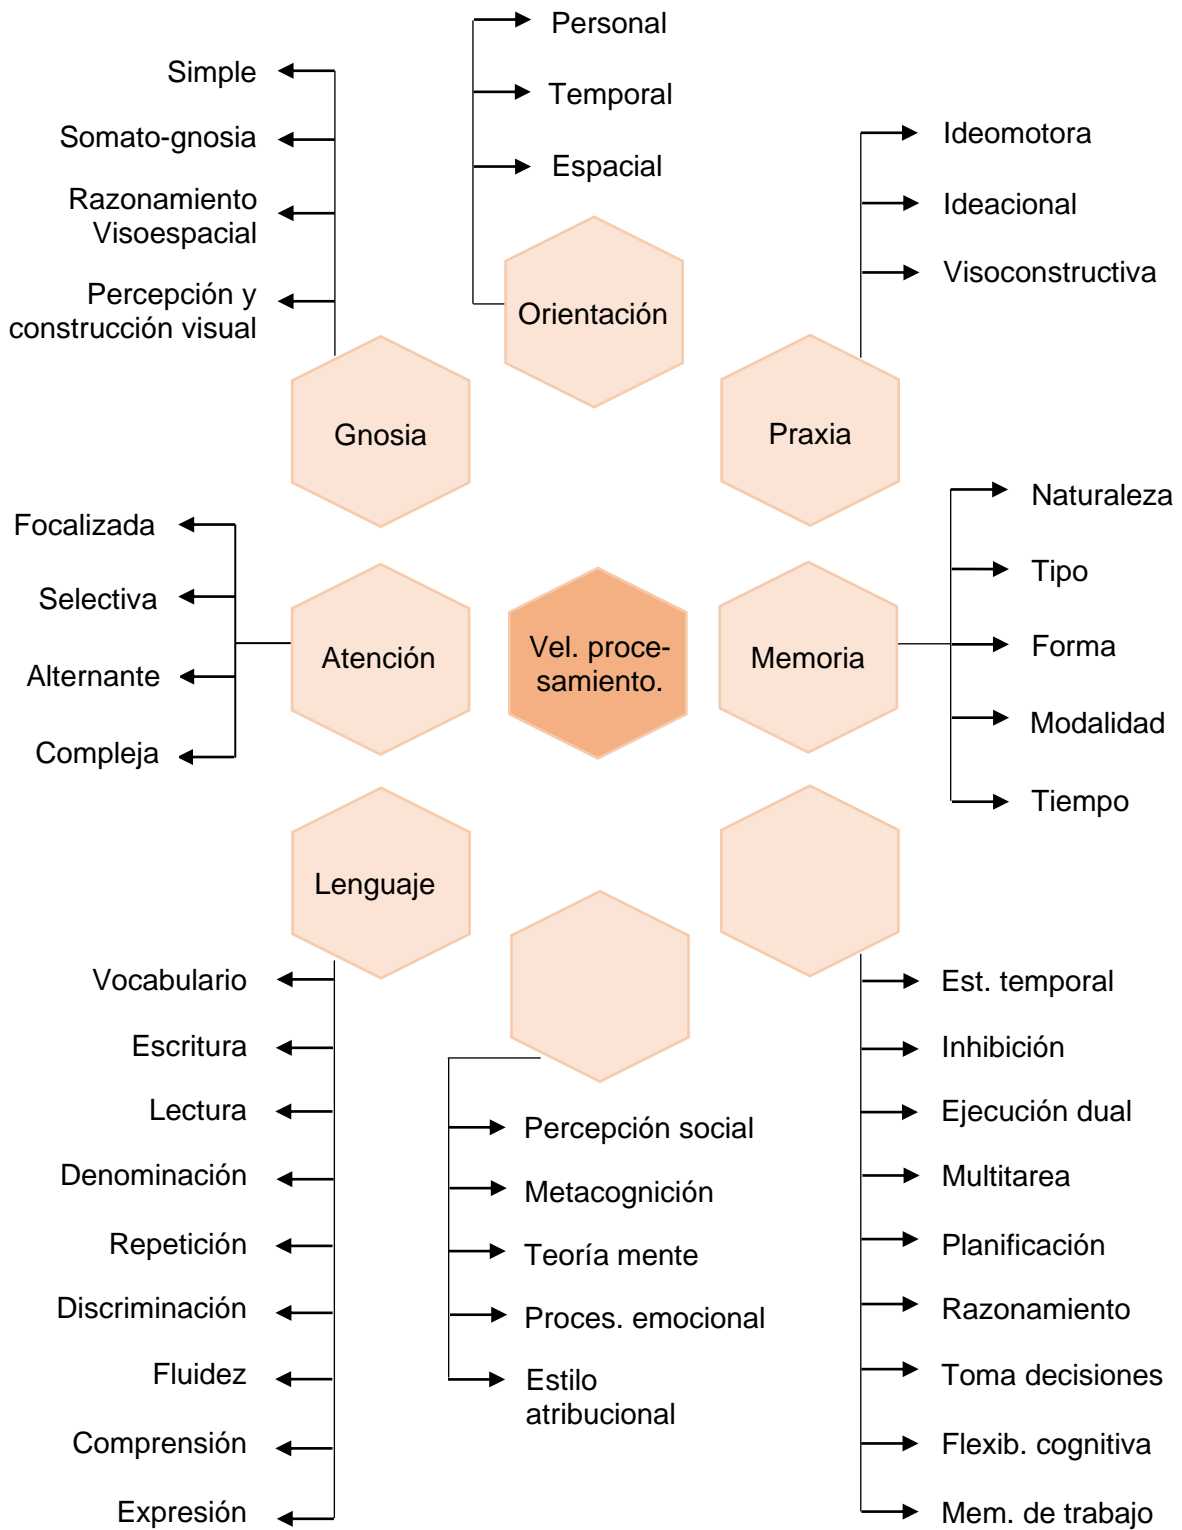 Personal
Temporal
Espacial
Orientación
Simple
Somato-gnosia
Razonamiento
Visoespacial
Percepción y
construcción visual
Gnosia
Ideomotora
Ideacional
Visoconstructiva
Praxia
Focalizada
Selectiva
Alternante
Compleja
Atención
Vel. proce-
samiento.
Memoria
Naturaleza
Tipo
Forma
Modalidad
Tiempo
Lenguaje
Vocabulario
Escritura
Lectura
Denominación
Repetición
Discriminación
Fluidez
Comprensión
Expresión
Percepción social
Metacognición
Teoría mente
Proces. emocional
Estilo
atribucional
Est. temporal
Inhibición
Ejecución dual
Multitarea
Planificación
Razonamiento
Toma decisiones
Flexib. cognitiva
Mem. de trabajo